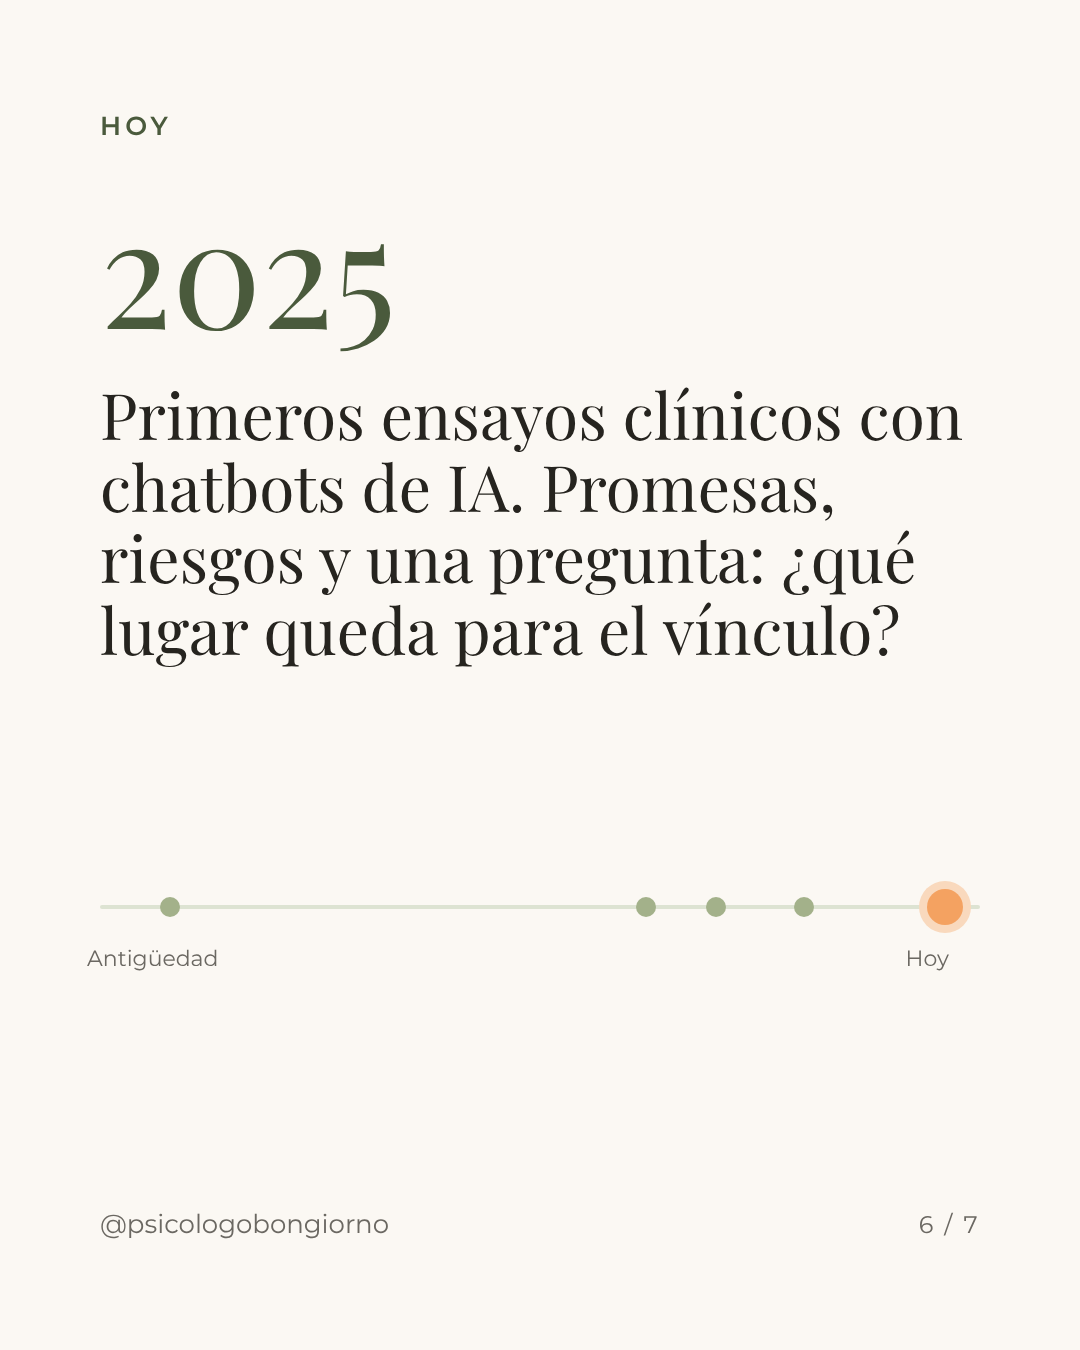 HOY
2025
Primeros ensayos clínicos con
chatbots de IA. Promesas,
riesgos y una pregunta: ¿qué
lugar queda para el vínculo?
Antigüedad
Hoy
@psicologobongiorno
6 / 7